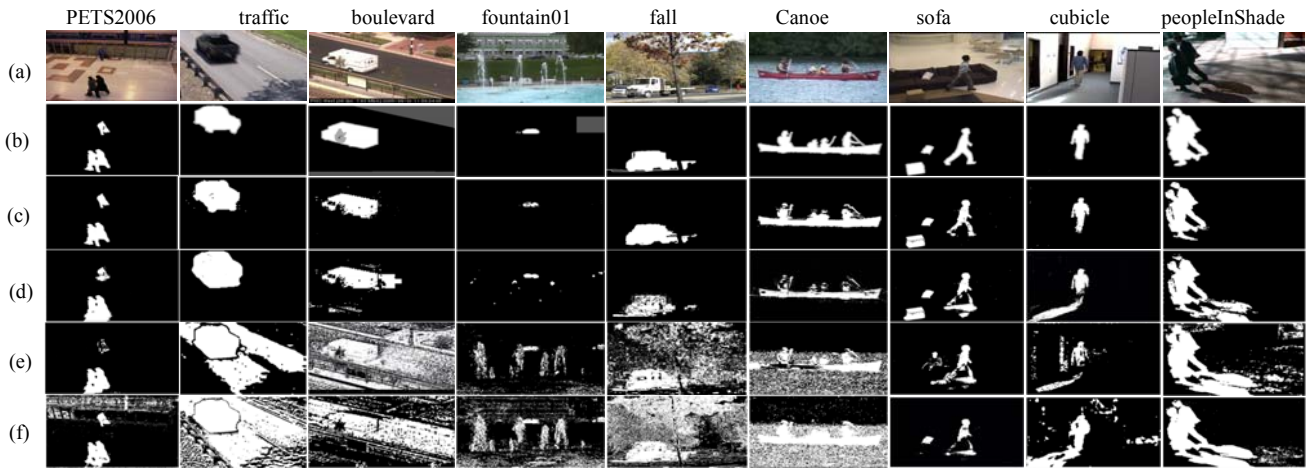 PETS2006 traffic boulevard fountain01 fall Canoe sofa cubicle peopleInShade
(a)
(b)
(c)
(d)
(e)
(f)